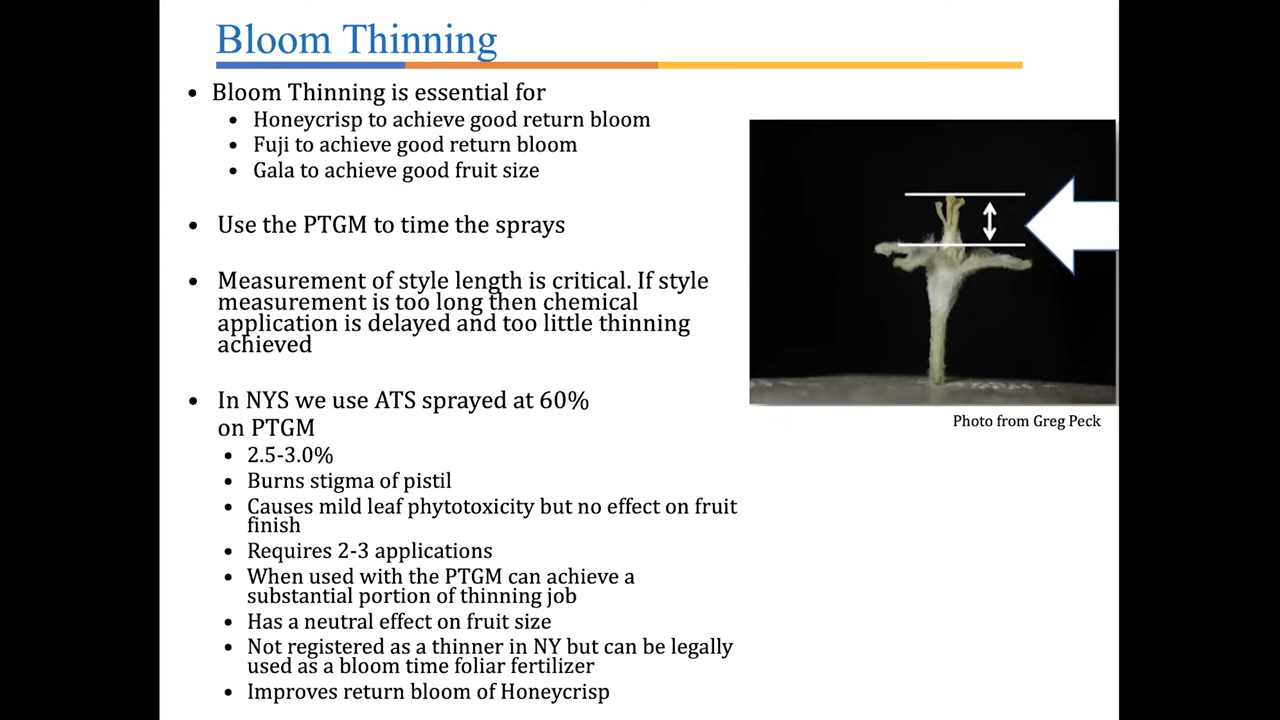 Bloom Thinning
• Bloom Thinning is essential for
• Honeycrisp to achieve good return bloom
• Fuji to achieve good return bloom
• Gala to achieve good fruit size
• Use the PTGM to time the sprays
• Measurement of style length is critical. If style
measurement is too long then chemical
application is delayed and too little thinning
achieved
• In NYS we use ATS sprayed at 60%
on PTGM
• 2.5-3.0%
• Burns stigma of pistil
• Causes mild leaf phytotoxicity but no effect on fruit
finish
• Requires 2-3 applications
• When used with the PTGM can achieve a
substantial portion of thinning job
• Has a neutral effect on fruit size
• Not registered as a thinner in NY but can be legally
used as a bloom time foliar fertilizer
• Improves return bloom of Honeycrisp
Photo from Greg Peck